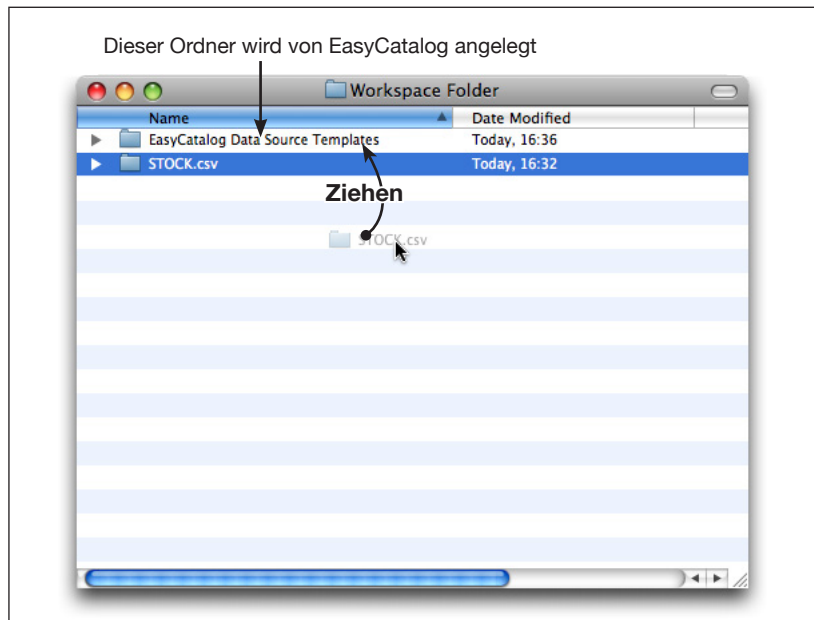 Dieser Ordner wird von EasyCatalog angelegt
Workspace Folder
Name Date Modified
EasyCatalog Data Source Templates Today, 16:36
STOCK.csv Today, 16:32
Ziehen
STOCK.csv